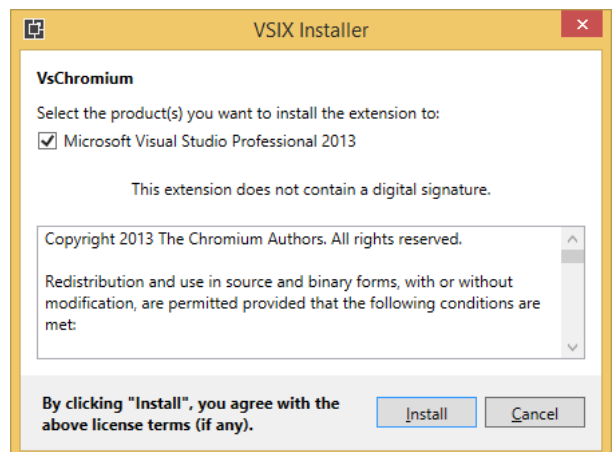 VSIX Installer
VsChromium
Select the product(s) you want to install the extension to:
Microsoft Visual Studio Professional 2013
This extension does not contain a digital signature.
Copyright 2013 The Chromium Authors. All rights reserved.
Redistribution and use in source and binary forms, with or without
modification, are permitted provided that the following conditions are
met:
By clicking "Install", you agree with the
above license terms (if any).
Install
Cancel